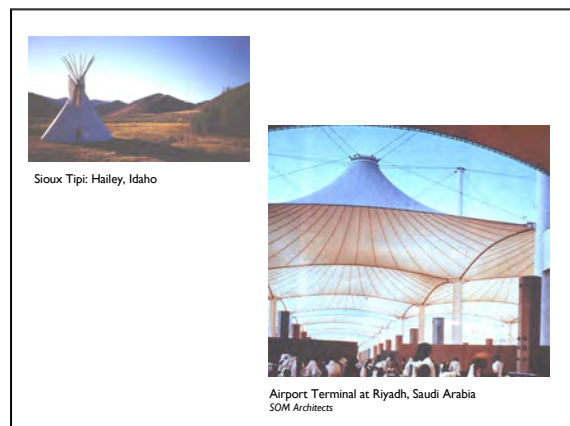 Sioux Tipi: Hailey, Idaho
Airport Terminal at Riyadh, Saudi Arabia
SOM Architects